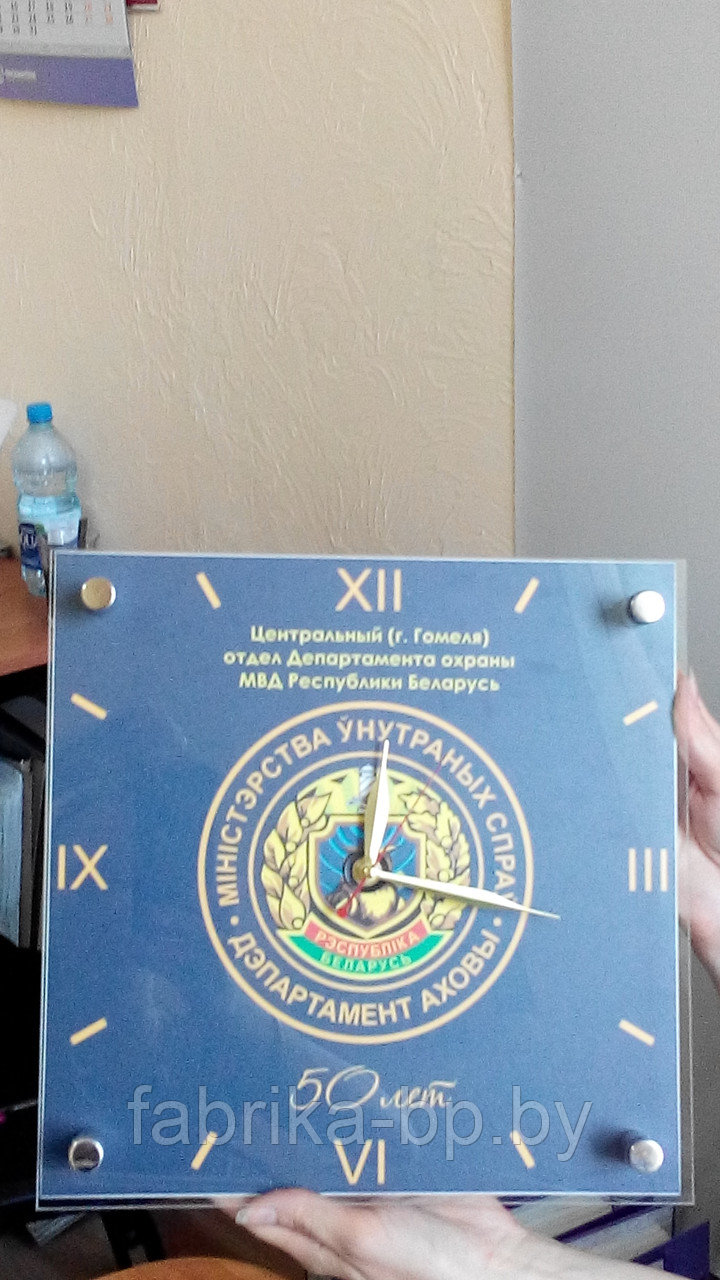 XII
Центральный (г. Гомеля)
отдел Департамента охраны
МВД Республики Беларусь
МІНІСТЭРСТВА ЎНУТРАНЫХ СПРАЎ
IX
III
РЭСПУБЛІКА
БЕЛАРУСЬ
• ДЭПАРТАМЕНТ АХОВЫ •
50 лет
fabrika-bp.by
VI